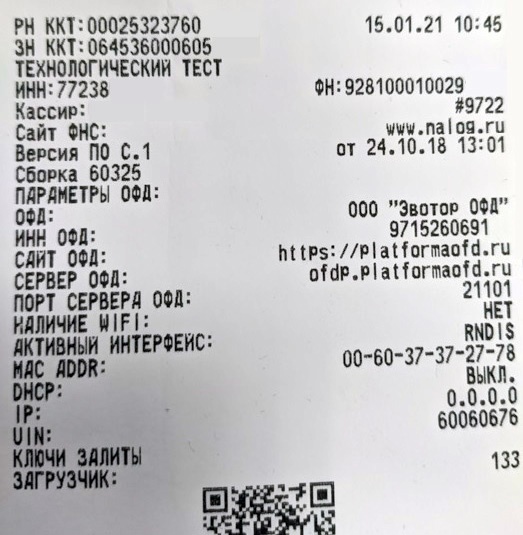 РН ККТ:00025323760 15.01.21 10:45
ЗН ККТ:064536000605
ТЕХНОЛОГИЧЕСКИЙ ТЕСТ
ИНН:77238 ФН:928100010029
Кассир: #9722
Сайт ФНС: www.nalog.ru
Версия ПО C.1 от 24.10.18 13:01
Сборка 60325
ПАРАМЕТРЫ ОФД:
ОФД: ООО "Эвотор ОФД"
ИНН ОФД: 9715260691
САЙТ ОФД: https://platformaofd.ru
СЕРВЕР ОФД: ofdp.platformaofd.ru
ПОРТ СЕРВЕРА ОФД: 21101
НАЛИЧИЕ WIFI: НЕТ
АКТИВНЫЙ ИНТЕРФЕЙС: RNDIS
MAC ADDR: 00-60-37-37-27-78
DHCP: ВЫКЛ.
IP: 0.0.0.0
UIN: 60060676
КЛЮЧИ ЗАЛИТЫ
ЗАГРУЗЧИК: 133